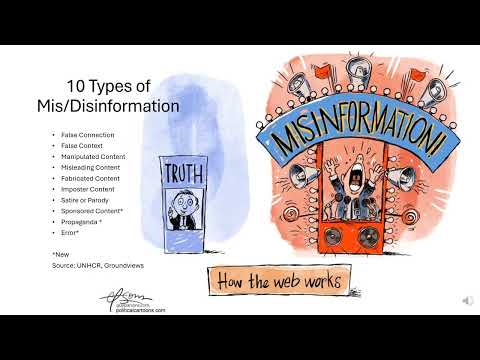 10 Types of
Mis/Disinformation
• False Connection
• False Context
• Manipulated Content
• Misleading Content
• Fabricated Content
• Imposter Content
• Satire or Parody
• Sponsored Content*
• Propaganda *
• Error*
*New
Source: UNHCR, Groundviews
TRUTH
MISINFORMATION!
How the web works
politicalcartoons.com